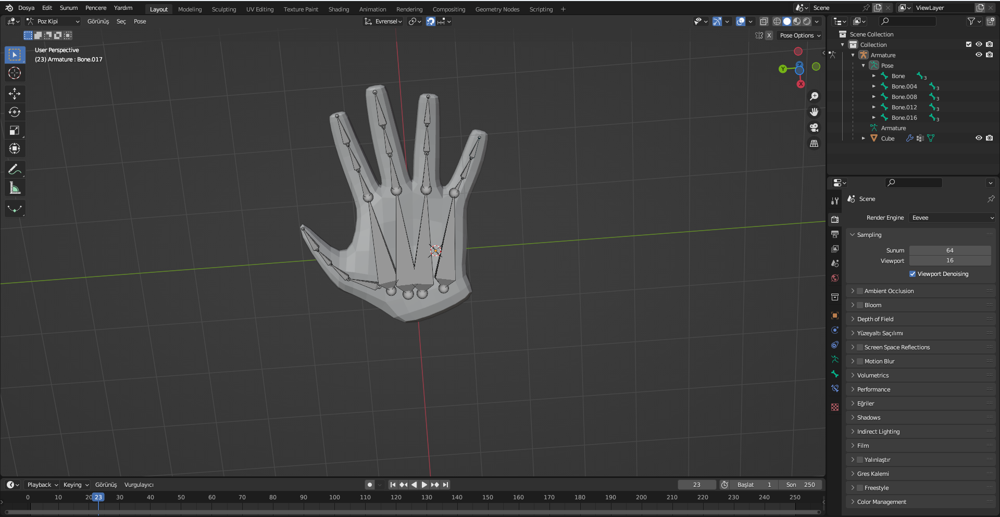 Dosya Edit Sunum Pencere Yardım Layout Modeling Sculpting UV Editing Texture Paint Shading Animation Rendering Compositing Geometry Nodes Scripting + Scene ViewLayer
Poz Kipi Görünüş Seç Pose Evrensel
X Pose Options
User Perspective
(23) Armature : Bone.017
Y Z X
Scene Collection
Collection
Armature
Pose
Bone 3
Bone.004 3
Bone.008 3
Bone.012 3
Bone.016 3
Armature
Cube
Scene
Render Engine Eevee
Sampling
Sunum 64
Viewport 16
Viewport Denoising
Ambient Occlusion
Bloom
Depth of Field
Yüzeyaltı Saçılımı
Screen Space Reflections
Motion Blur
Volumetrics
Performance
Eğriler
Shadows
Indirect Lighting
Film
Yalınlaştır
Gres Kalemi
Freestyle
Color Management
Playback Keying Görünüş Vurgulayıcı 23 Başlat 1 Son 250
0 10 20 23 30 40 50 60 70 80 90 100 110 120 130 140 150 160 170 180 190 200 210 220 230 240 250